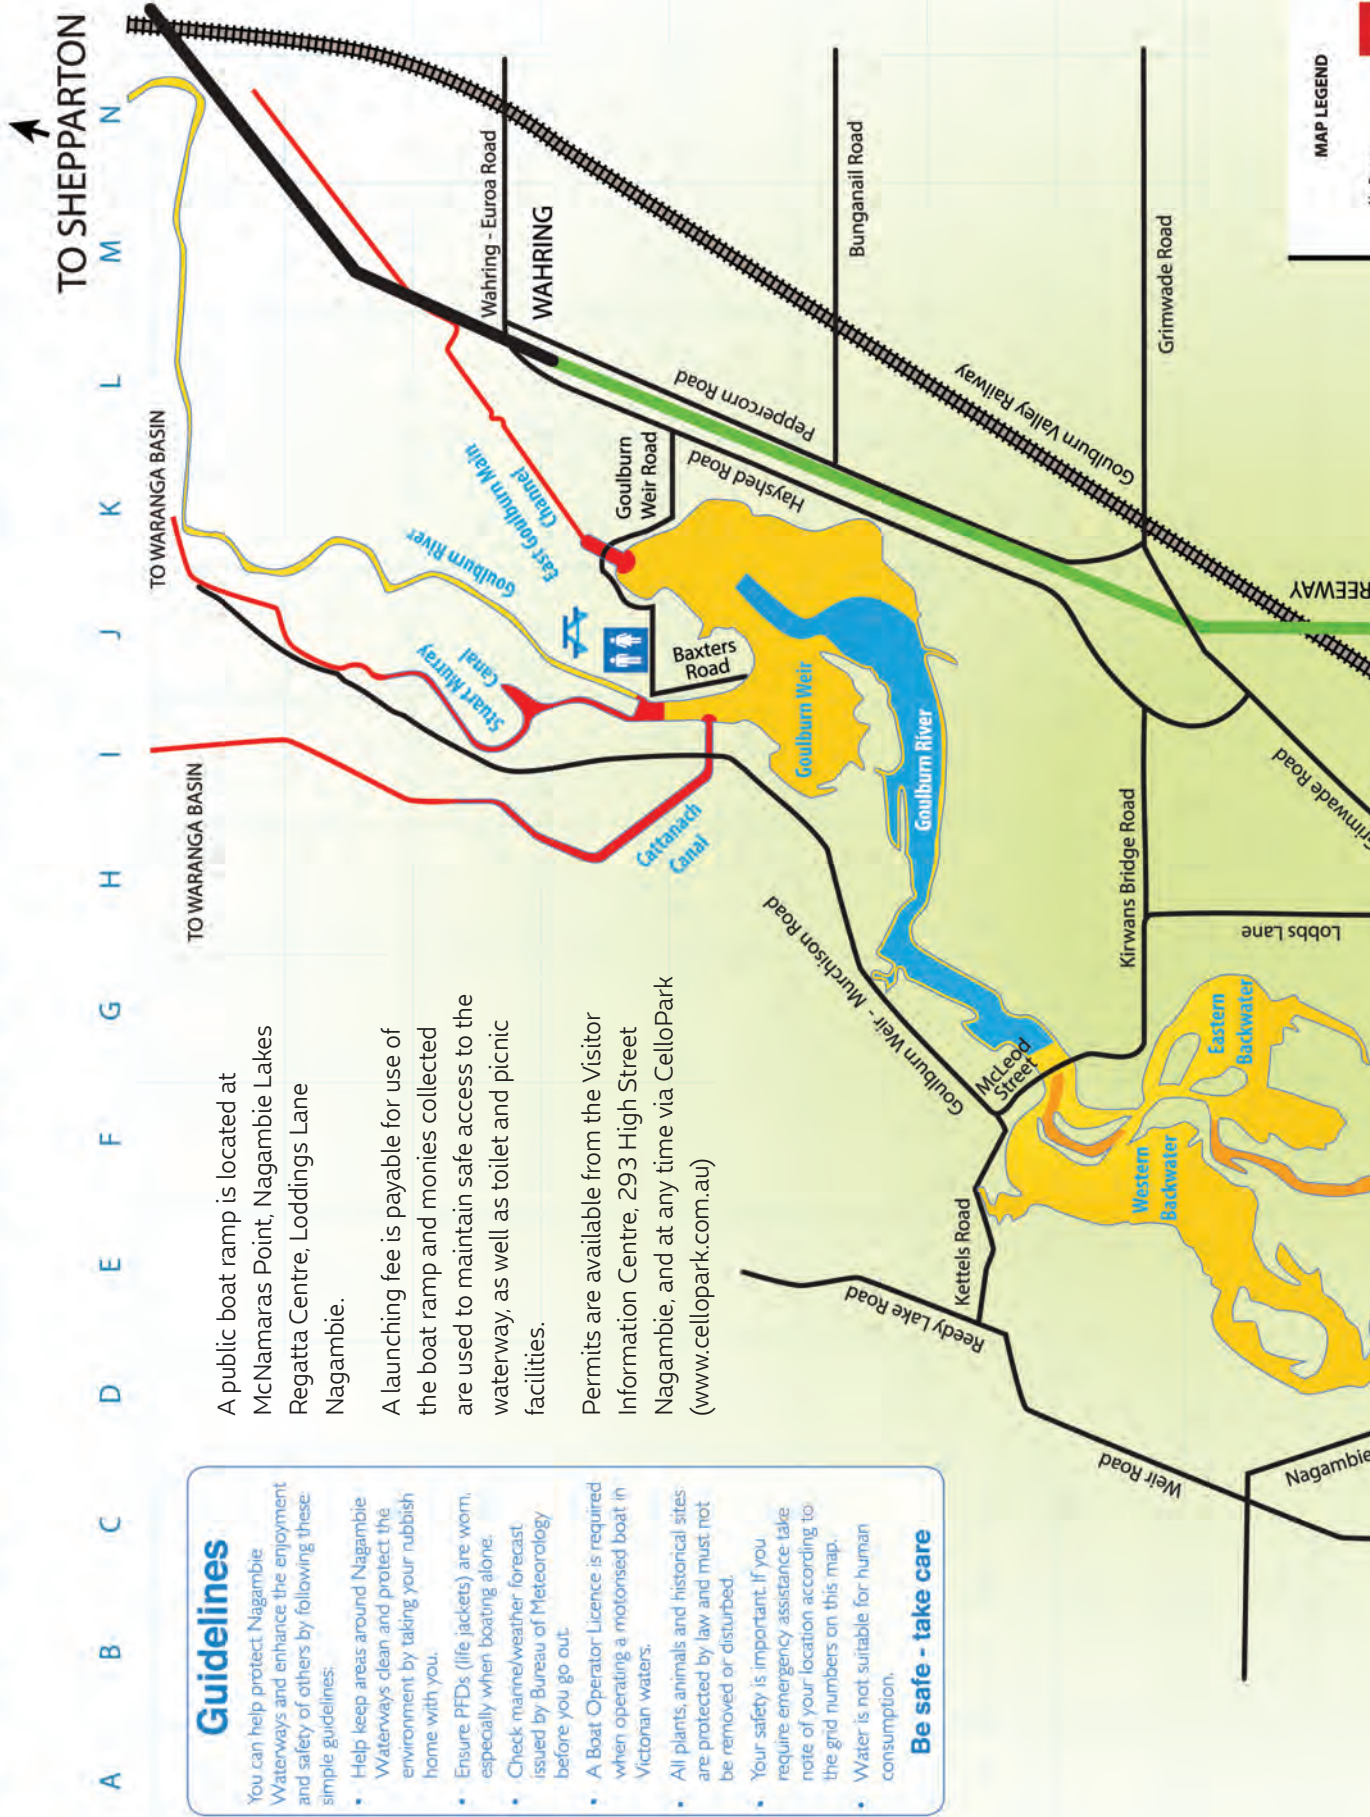 A
B
C
D
E
F
G
H
I
J
K
L
M
N
TO SHEPPARTON
Guidelines
You can help protect Nagambie
Waterways and enhance the enjoyment
and safety of others by following these
simple guidelines:
• Help keep areas around Nagambie
Waterways clean and protect the
environment by taking your rubbish
home with you.
• Ensure PFDs (life jackets) are worn,
especially when boating alone.
• Check marine/weather forecast
issued by Bureau of Meteorology
before you go out.
• A Boat Operator Licence is required
when operating a motorised boat in
Victorian waters.
• All plants, animals and historical sites
are protected by law and must not
be removed or disturbed.
• Your safety is important. If you
require emergency assistance take
note of your location according to
the grid numbers on this map.
• Water is not suitable for human
consumption.
Be safe - take care
A public boat ramp is located at
McNamaras Point, Nagambie Lakes
Regatta Centre, Loddings Lane
Nagambie.
A launching fee is payable for use of
the boat ramp and monies collected
are used to maintain safe access to the
waterway, as well as toilet and picnic
facilities.
Permits are available from the Visitor
Information Centre, 293 High Street
Nagambie, and at any time via CelloPark
(www.cellopark.com.au)
TO WARANGA BASIN
TO WARANGA BASIN
Stuart Murray
Canal
Goulburn River
East Goulburn Main
Channel
Cattanach
Canal
Goulburn
Weir Road
Baxters
Road
Wahring - Euroa Road
WAHRING
Peppercorn Road
Hayshed Road
Bunganail Road
Goulburn Valley Railway
Grimwade Road
Goulburn Weir
Goulburn River
Goulburn Weir - Murchison Road
McLeod
Street
Kirwans Bridge Road
Lobbs Lane
Grimwade Road
REEWAY
Kettels Road
Reedy Lake Road
Weir Road
Nagambie
Western
Backwater
Eastern
Backwater
MAP LEGEND